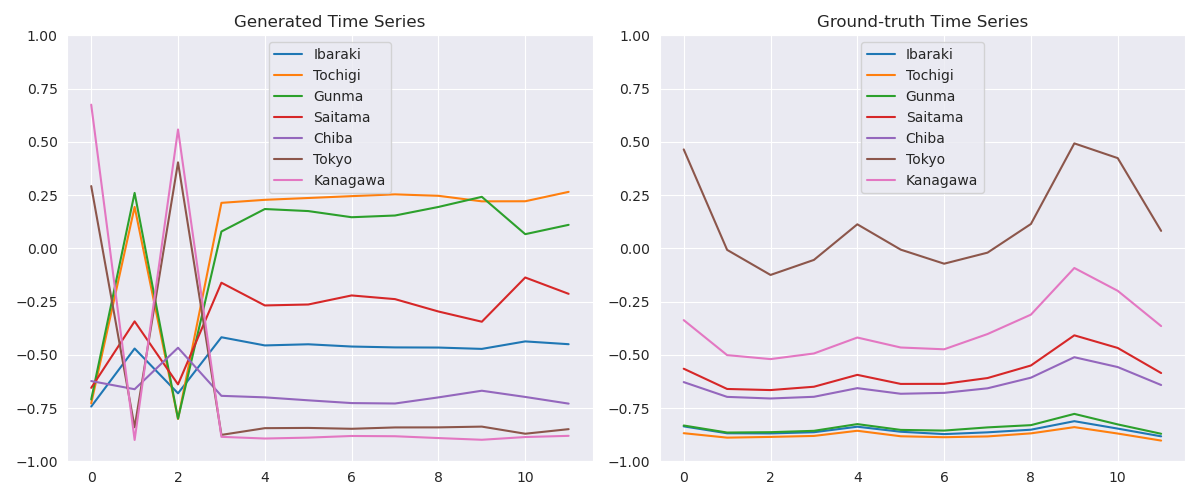 Generated Time Series
1.00
0.75
0.50
0.25
0.00
−0.25
−0.50
−0.75
−1.00
0
2
4
6
8
10
Ibaraki
Tochigi
Gunma
Saitama
Chiba
Tokyo
Kanagawa
Ground-truth Time Series
1.00
0.75
0.50
0.25
0.00
−0.25
−0.50
−0.75
−1.00
0
2
4
6
8
10
Ibaraki
Tochigi
Gunma
Saitama
Chiba
Tokyo
Kanagawa